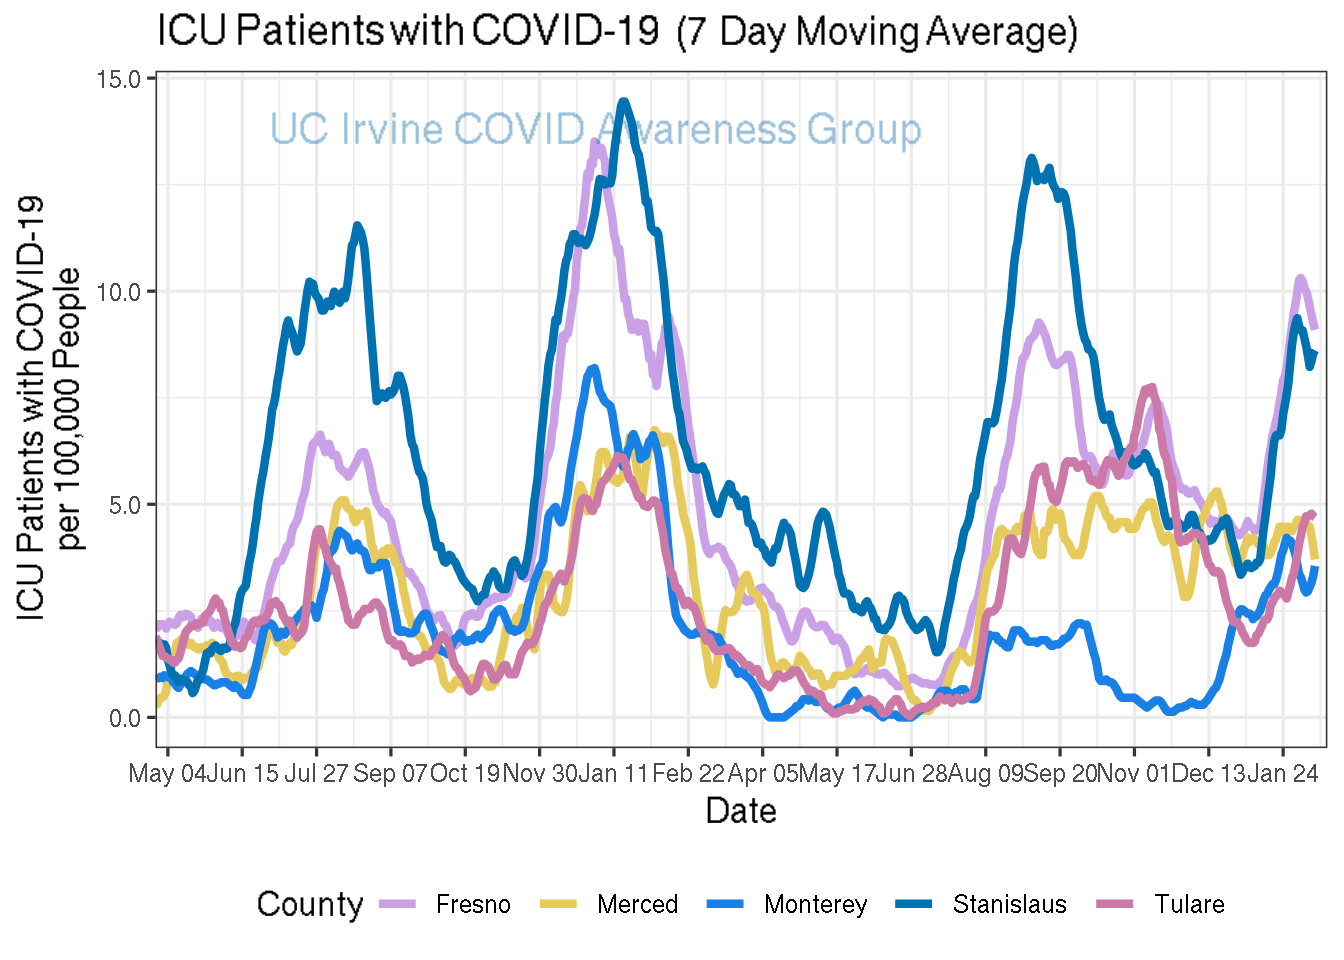 ICU Patients with COVID-19 (7 Day Moving Average)
15.0
UC Irvine COVID Awareness Group
10.0
5.0
0.0
ICU Patients with COVID-19
per 100,000 People
May 04 Jun 15 Jul 27 Sep 07 Oct 19 Nov 30 Jan 11 Feb 22 Apr 05 May 17 Jun 28 Aug 09 Sep 20 Nov 01 Dec 13 Jan 24
Date
County Fresno Merced Monterey Stanislaus Tulare